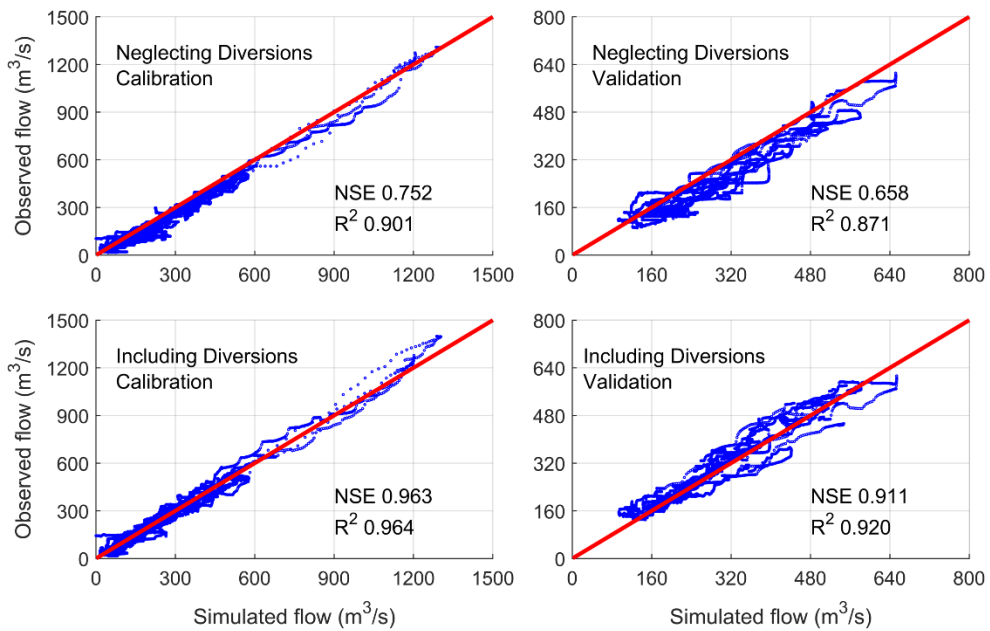 Observed flow (m³/s)
1500
1200
900
600
300
0
Neglecting Diversions
Calibration
NSE 0.752
R² 0.901
0 300 600 900 1200 1500
800
640
480
320
160
0
Neglecting Diversions
Validation
NSE 0.658
R² 0.871
0 160 320 480 640 800
Observed flow (m³/s)
1500
1200
900
600
300
0
Including Diversions
Calibration
NSE 0.963
R² 0.964
0 300 600 900 1200 1500
Simulated flow (m³/s)
800
640
480
320
160
0
Including Diversions
Validation
NSE 0.911
R² 0.920
0 160 320 480 640 800
Simulated flow (m³/s)